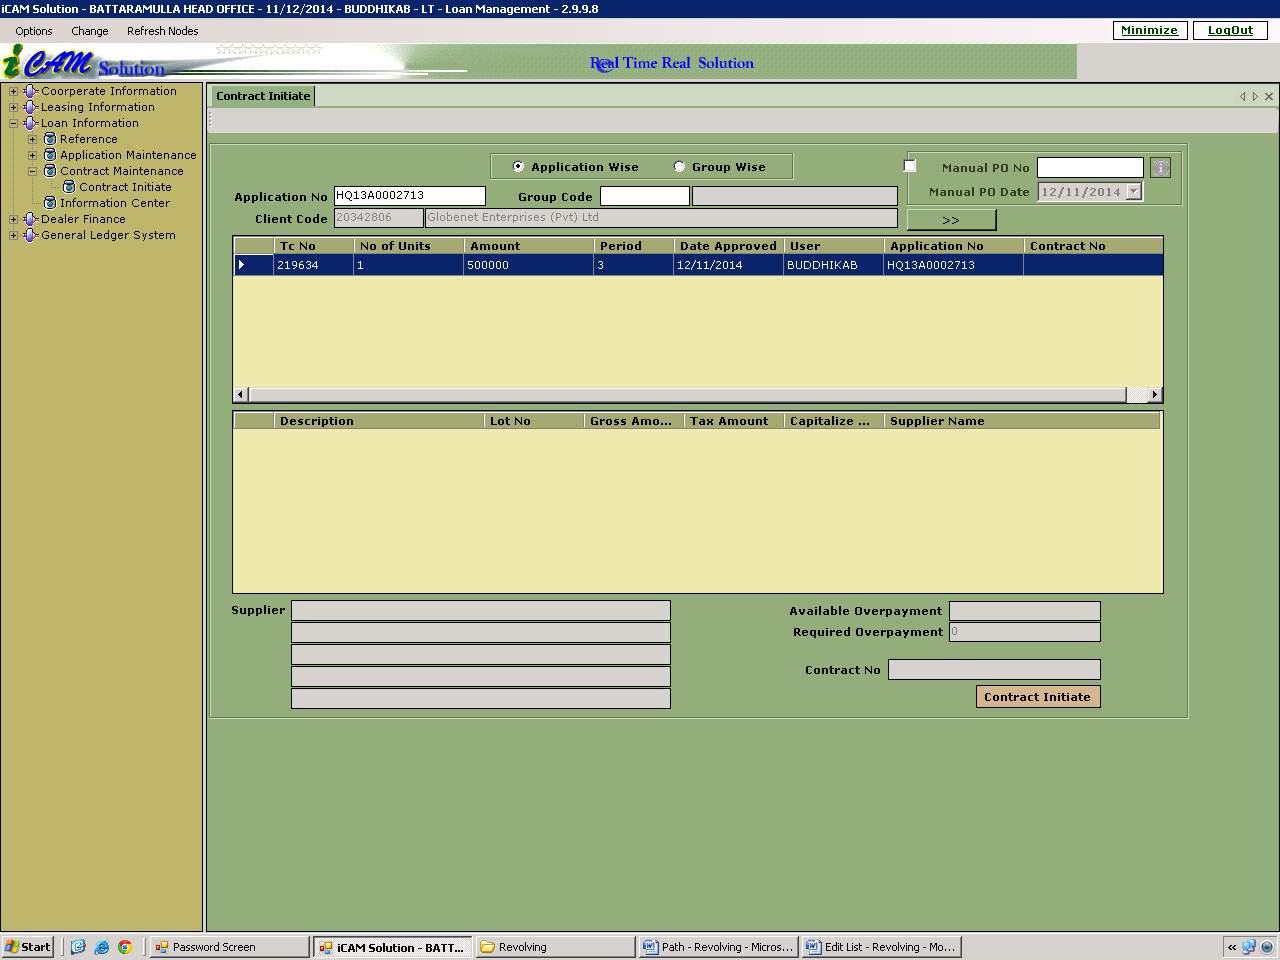 iCAM Solution - BATTARAMULLA HEAD OFFICE - 11/12/2014 - BUDDHIKAB - LT - Loan Management - 2.9.9.8
Options Change Refresh Nodes Minimize LogOut
iCAM Solution Real Time Real Solution
Coorperate Information
Leasing Information
Loan Information
Reference
Application Maintenance
Contract Maintenance
Contract Initiate
Information Center
Dealer Finance
General Ledger System
Contract Initiate
Application Wise Group Wise
Manual PO No
Manual PO Date 12/11/2014
Application No HQ13A0002713 Group Code
Client Code 20342806 Globenet Enterprises (Pvt) Ltd >>
Tc No No of Units Amount Period Date Approved User Application No Contract No
219634 1 500000 3 12/11/2014 BUDDHIKAB HQ13A0002713
Description Lot No Gross Amo... Tax Amount Capitalize ... Supplier Name
Supplier
Available Overpayment
Required Overpayment 0
Contract No
Contract Initiate
Start Password Screen iCAM Solution - BATT... Revolving Path - Revolving - Micros... Edit List - Revolving - Mo... «